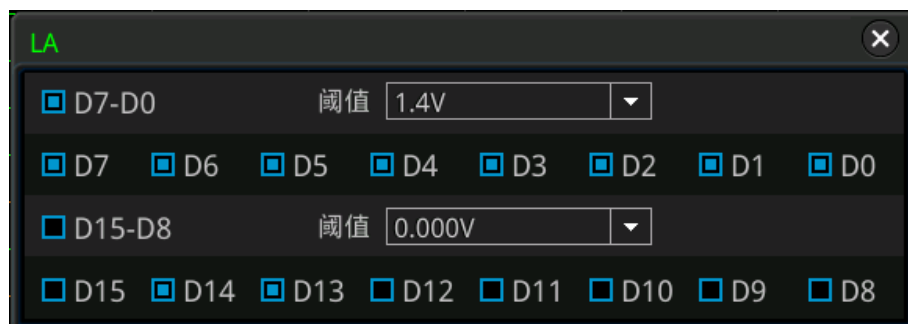 LA
D7-D0 阈值 1.4V
D7 D6 D5 D4 D3 D2 D1 D0
D15-D8 阈值 0.000V
D15 D14 D13 D12 D11 D10 D9 D8